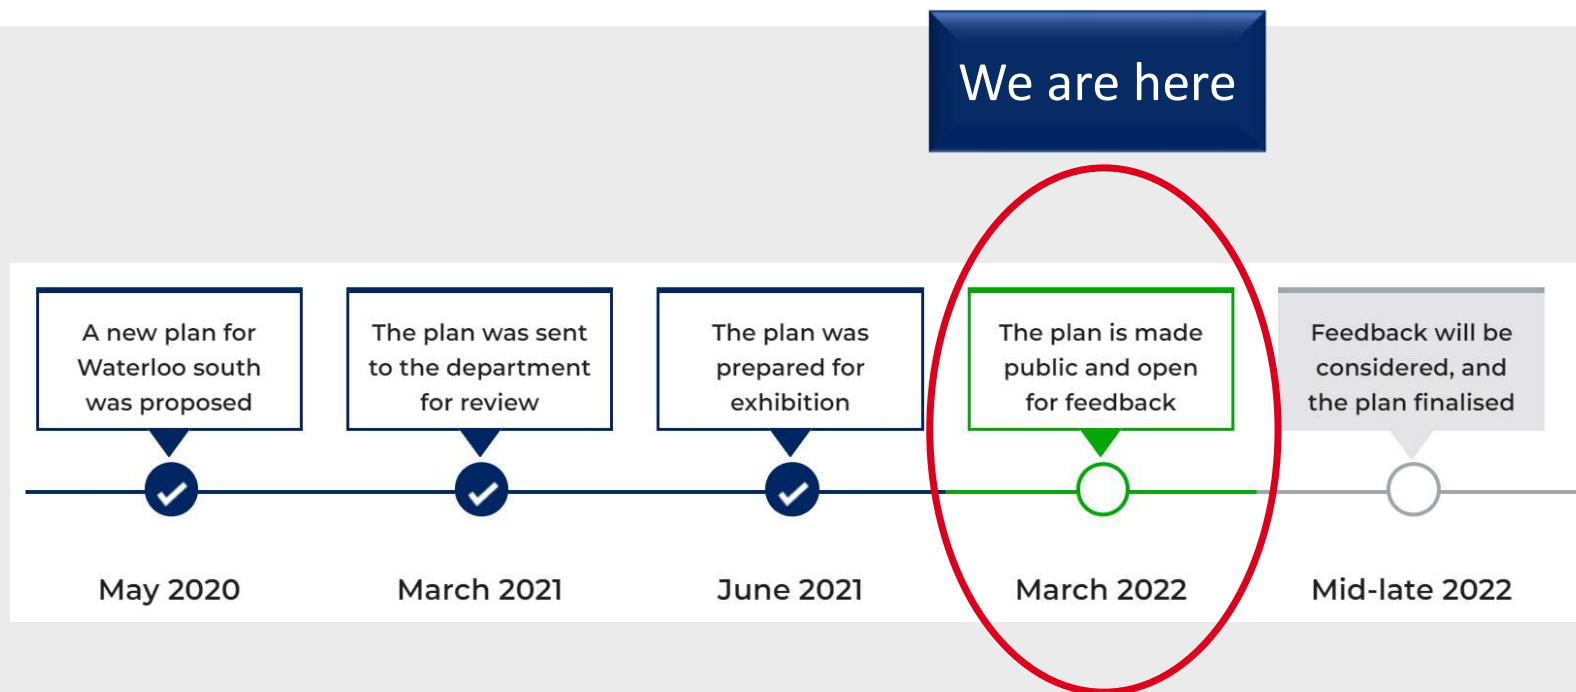 We are here
A new plan for
Waterloo south
was proposed
The plan was sent
to the department
for review
The plan was
prepared for
exhibition
The plan is made
public and open
for feedback
Feedback will be
considered, and
the plan finalised
May 2020
March 2021
June 2021
March 2022
Mid-late 2022